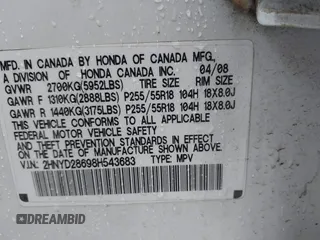 MFD. IN CANADA BY HONDA OF CANADA MFG.,
A DIVISION OF HONDA CANADA INC. 04/08
GVWR 2700KG(5952LBS) TIRE SIZE RIM SIZE
GAWR F 1310KG(2888LBS) P255/55R18 104H 18X8.0J
GAWR R 1440KG(3175LBS) P255/55R18 104H 18X8.0J
THIS VEHICLE CONFORMS TO ALL APPLICABLE
FEDERAL MOTOR VEHICLE SAFETY AND
THEFT PREVENTION STANDARDS IN EFFECT ON
THE DATE OF MANUFACTURE SHOWN ABOVE.
V.I.N.: 2HNYD28698H543683 TYPE: MPV